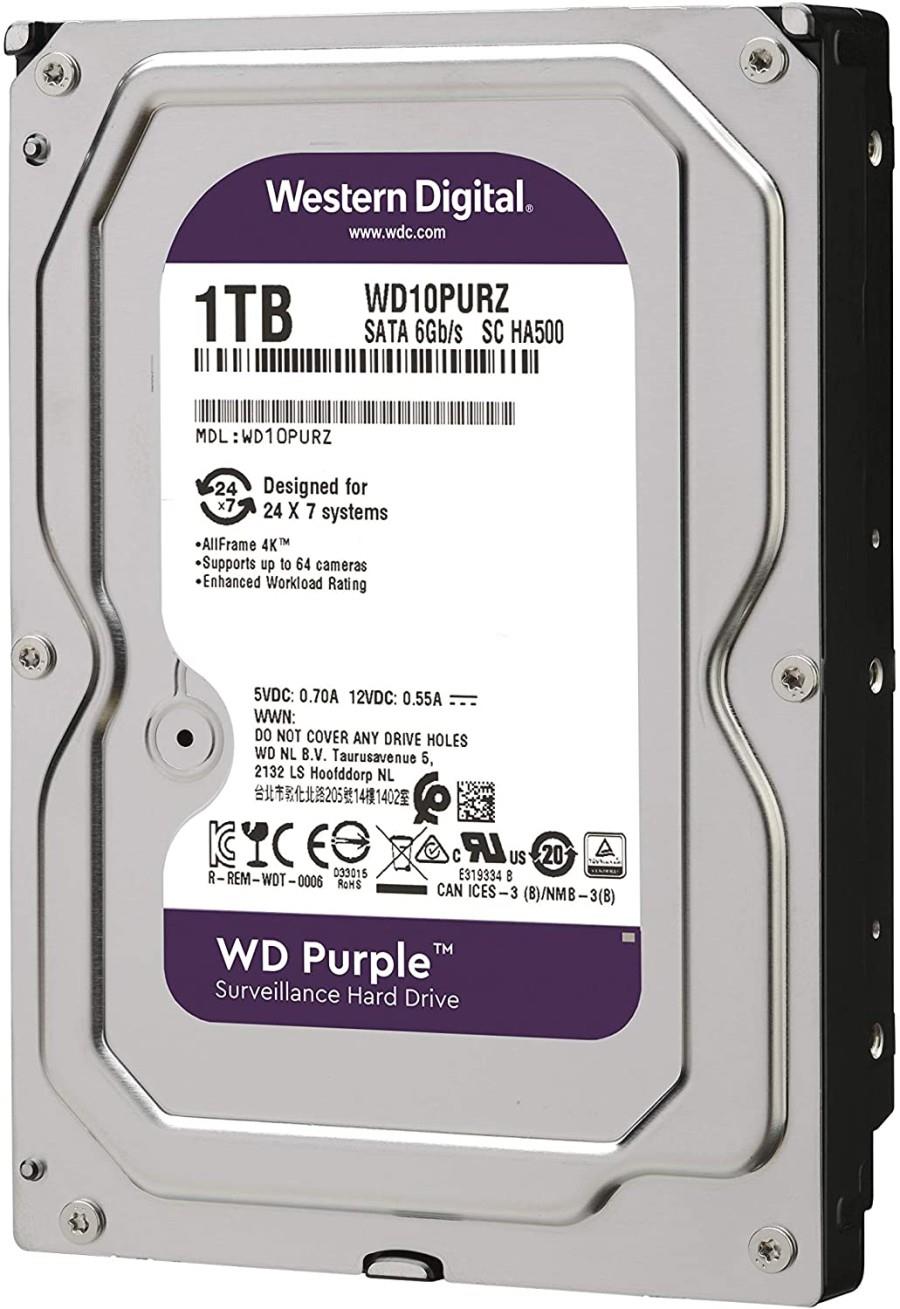 Western Digital®
www.wdc.com
1TB
WD10PURZ
SATA 6Gb/s SC HA500
MDL:WD10PURZ
24
x7
Designed for
24 X 7 systems
•AllFrame 4K™
•Supports up to 64 cameras
•Enhanced Workload Rating
5VDC: 0.70A 12VDC: 0.55A
WWN:
DO NOT COVER ANY DRIVE HOLES
WD NL B.V. Taurusavenue 5,
2132 LS Hoofddorp NL
台北市敦化北路205號14樓1402室
R-REM-WDT-0006
D33015
RoHS
c RU US
E319334 B
20
CAN ICES-3 (B)/NMB-3(B)
WD Purple™
Surveillance Hard Drive